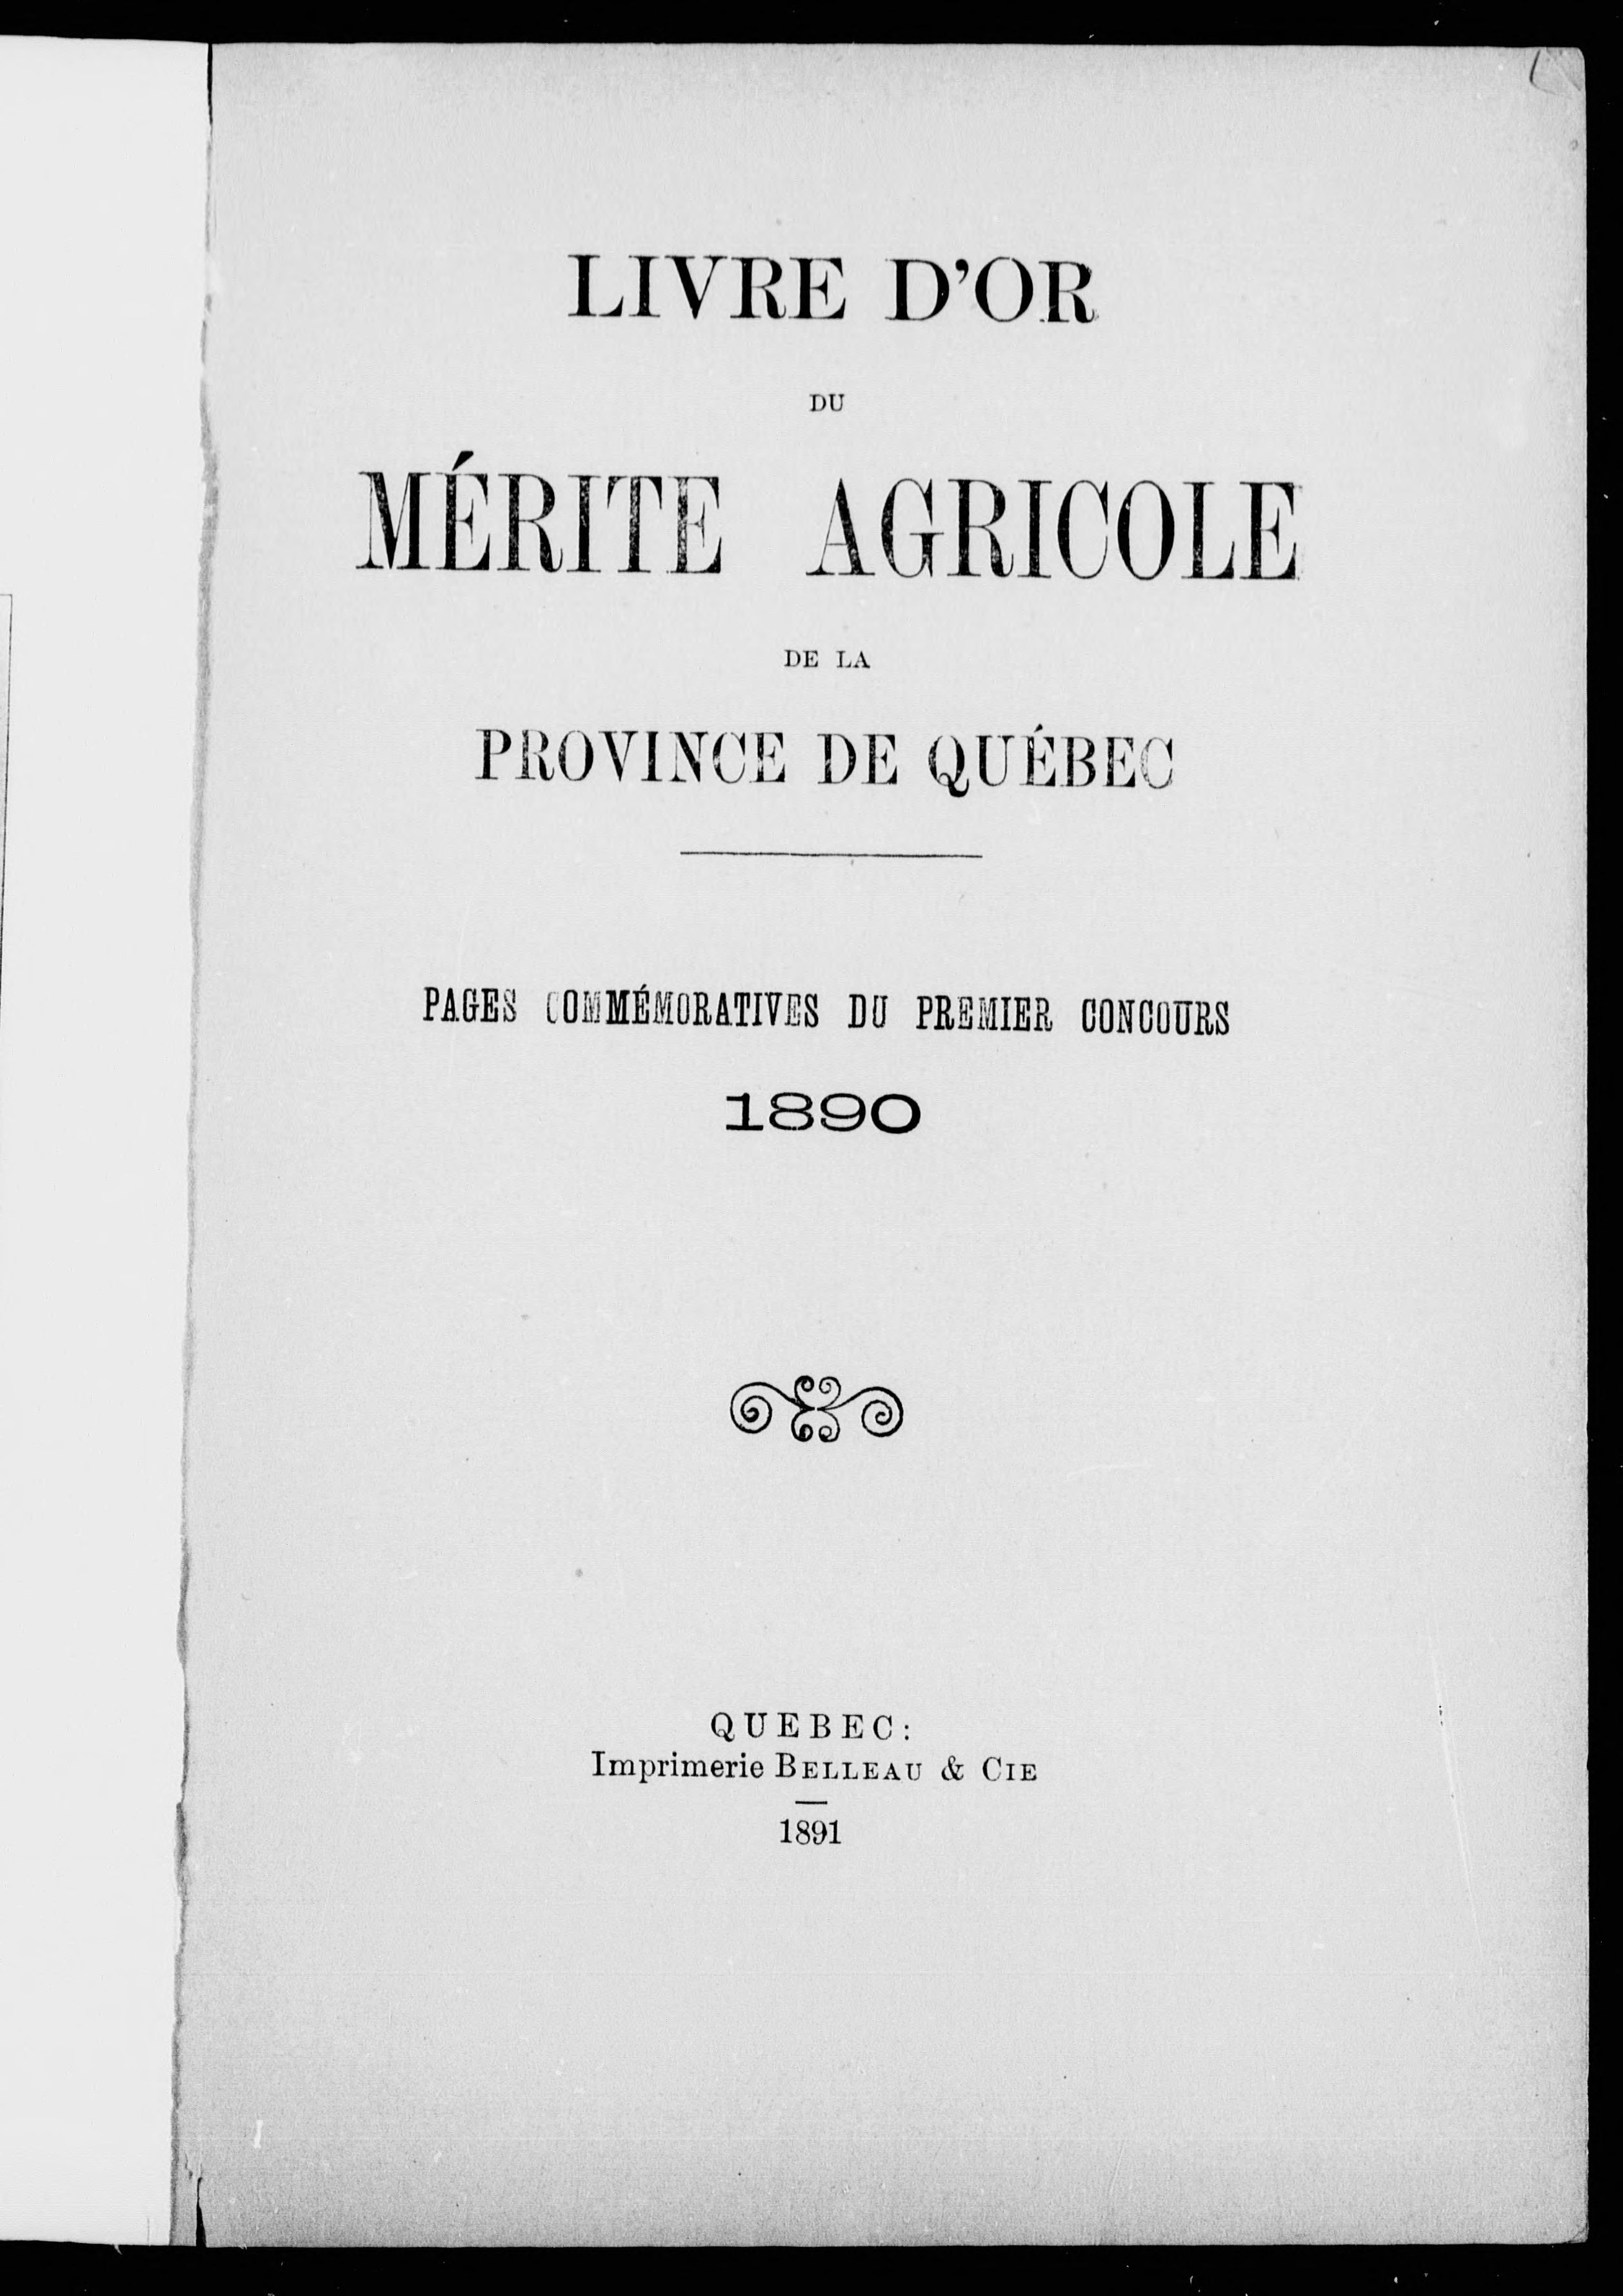 LIVRE D'OR
DU
MÉRITE AGRICOLE
DE LA
PROVINCE DE QUÉBEC
PAGES COMMÉMORATIVES DU PREMIER CONCOURS
1890
QUEBEC:
Imprimerie BELLEAU & CIE
1891